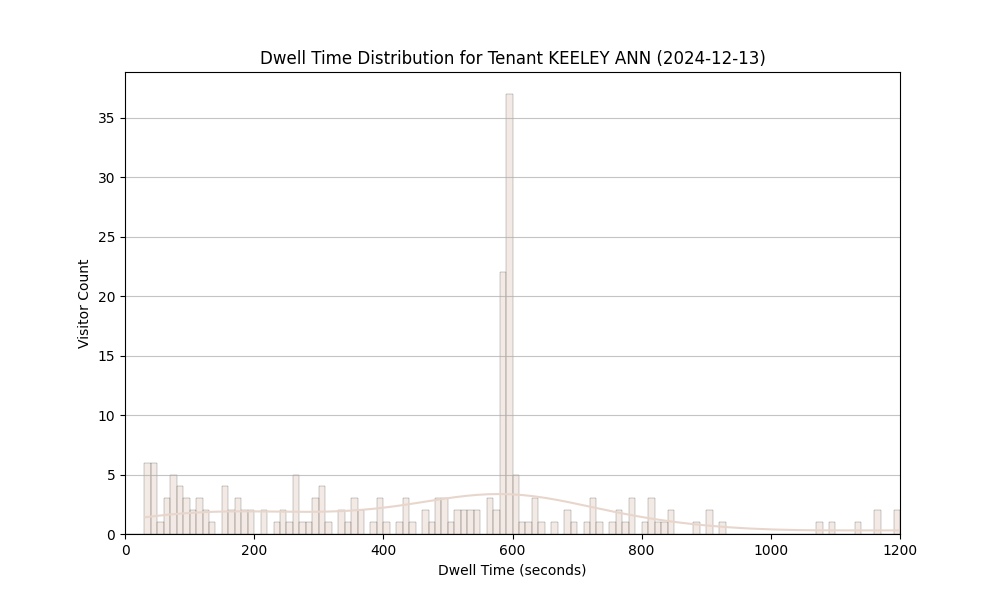 Dwell Time Distribution for Tenant KEELEY ANN (2024-12-13)
Visitor Count
35
30
25
20
15
10
5
0
0 200 400 600 800 1000 1200
Dwell Time (seconds)